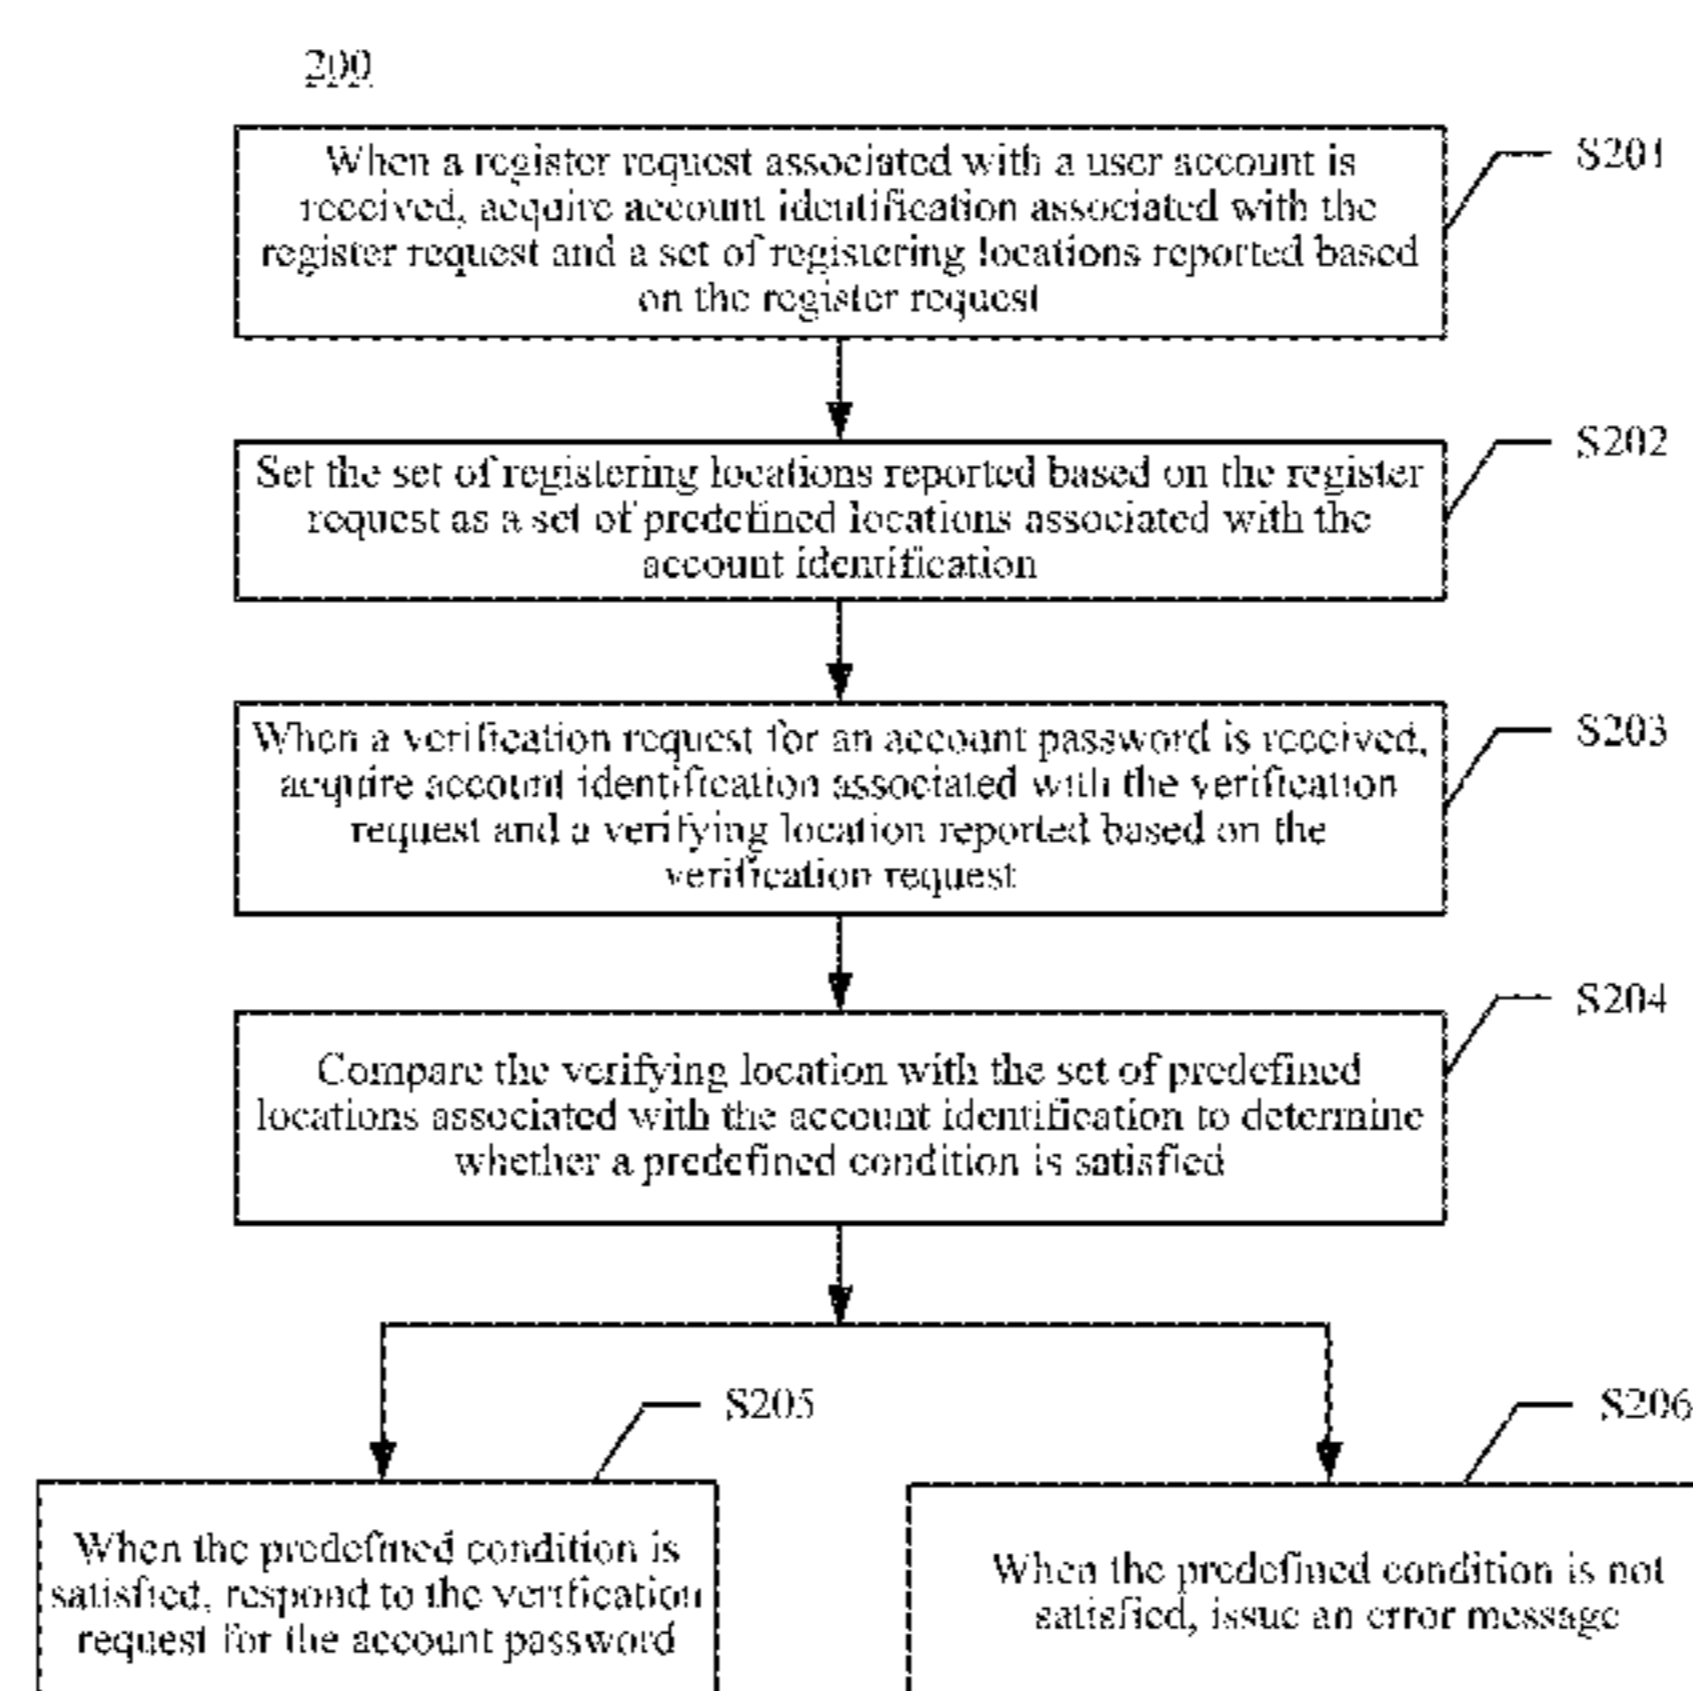 200
When a register request associated with a user account is
received, acquire account identification associated with the
register request and a set of registering locations reported based
on the register request
S201
Set the set of registering locations reported based on the register
request as a set of predefined locations associated with the
account identification
S202
When a verification request for an account password is received,
acquire account identification associated with the verification
request and a verifying location reported based on the
verification request
S203
Compare the verifying location with the set of predefined
locations associated with the account identification to determine
whether a predefined condition is satisfied
S204
S205
When the predefined condition is
satisfied, respond to the verification
request for the account password
S206
When the predefined condition is not
satisfied, issue an error message